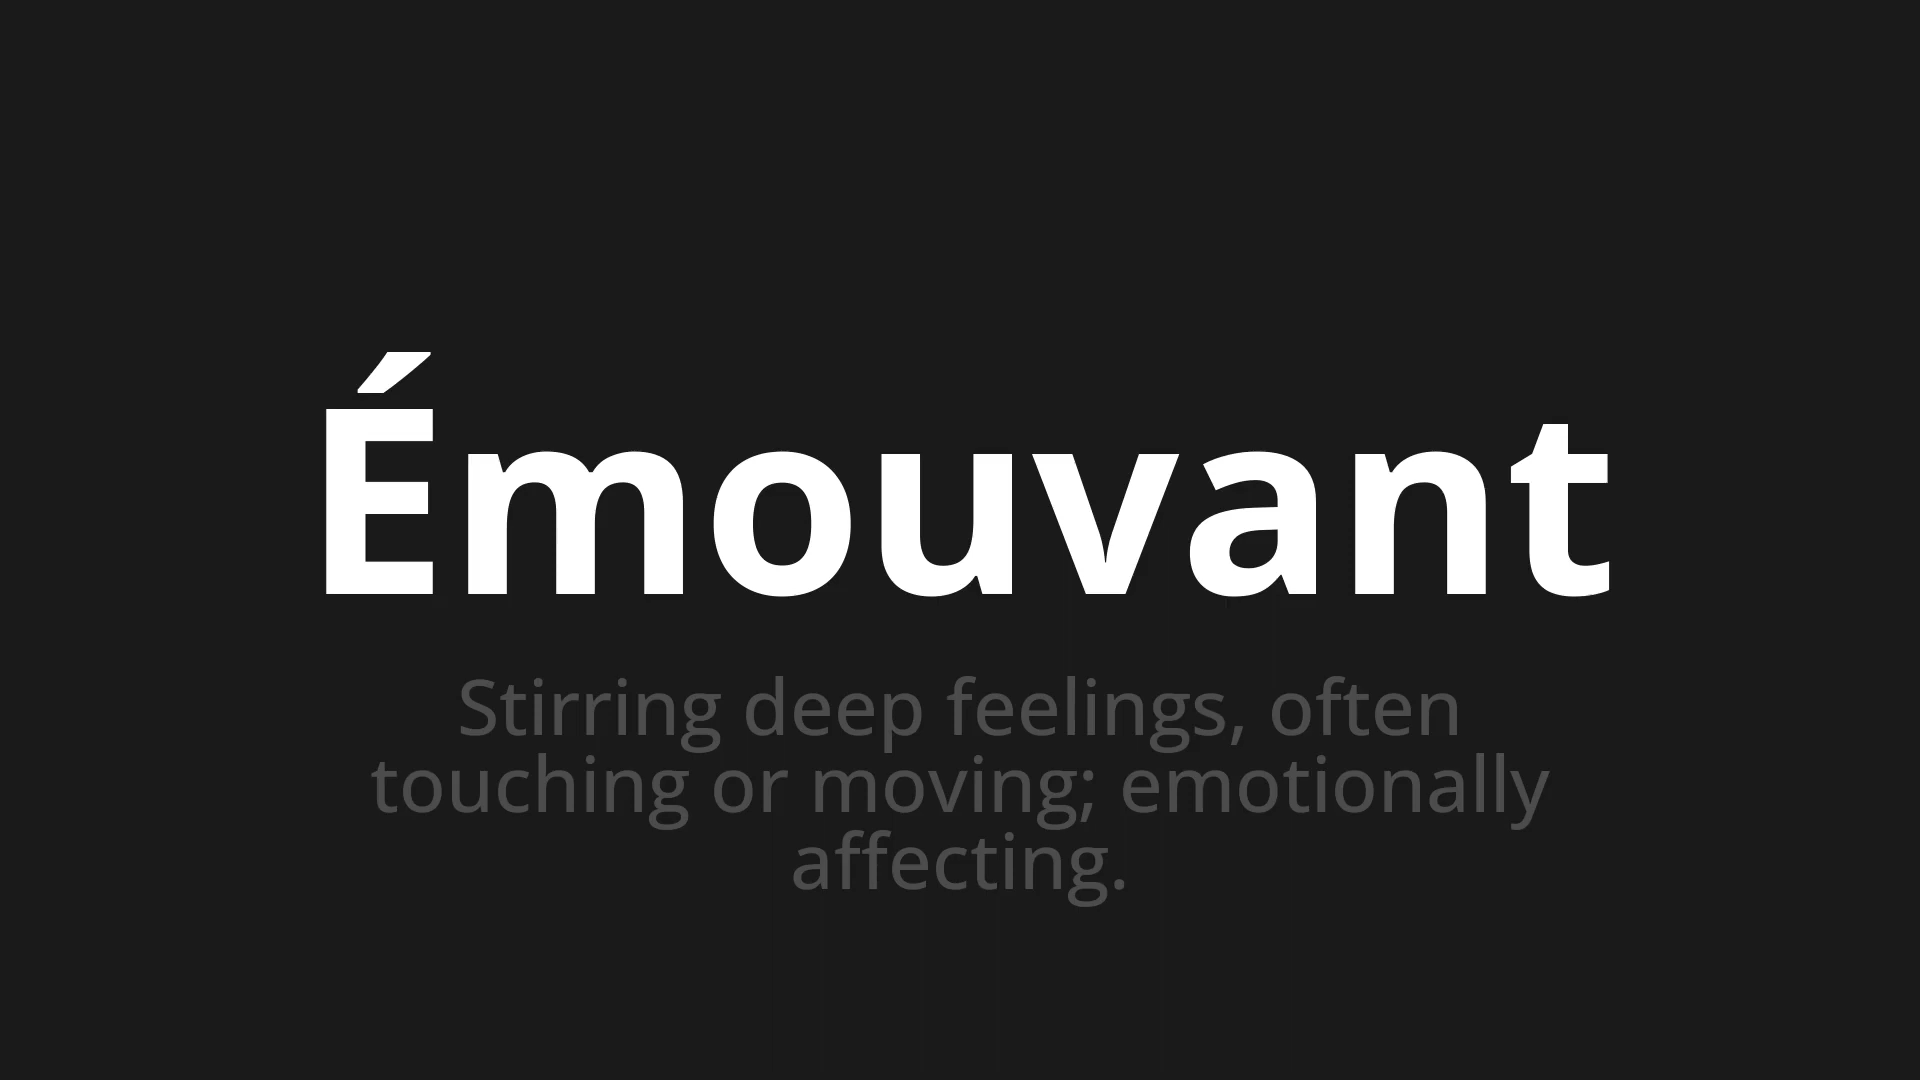 Émouvant
Stirring deep feelings, often
touching or moving; emotionally
affecting.